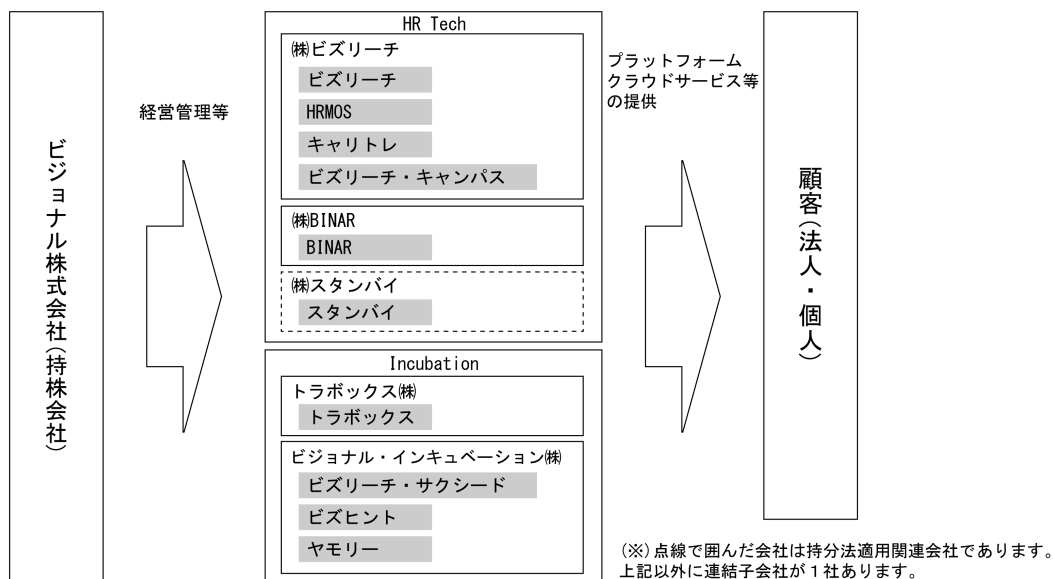 ビジョナル株式会社(持株会社)
経営管理等
HR Tech
㈱ビズリーチ
ビズリーチ
HRMOS
キャリトレ
ビズリーチ・キャンパス
㈱BINAR
BINAR
㈱スタンバイ
スタンバイ
Incubation
トラボックス㈱
トラボックス
ビジョナル・インキュベーション㈱
ビズリーチ・サクシード
ビズヒント
ヤモリー
プラットフォーム
クラウドサービス等
の提供
顧客(法人・個人)
(※)点線で囲んだ会社は持分法適用関連会社であります。
上記以外に連結子会社が1社あります。